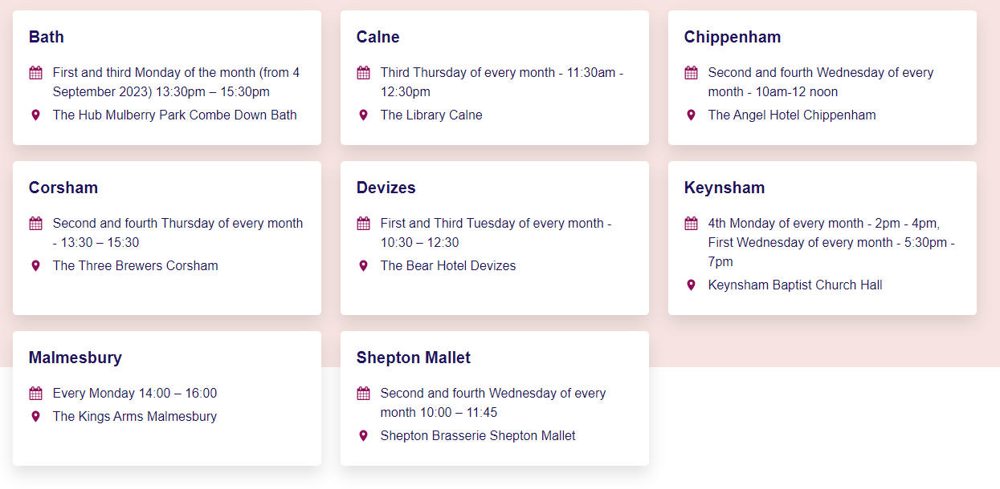 Bath
First and third Monday of the month (from 4
September 2023) 13:30pm – 15:30pm
The Hub Mulberry Park Combe Down Bath
Calne
Third Thursday of every month - 11:30am -
12:30pm
The Library Calne
Chippenham
Second and fourth Wednesday of every
month - 10am-12 noon
The Angel Hotel Chippenham
Corsham
Second and fourth Thursday of every month
- 13:30 – 15:30
The Three Brewers Corsham
Devizes
First and Third Tuesday of every month -
10:30 – 12:30
The Bear Hotel Devizes
Keynsham
4th Monday of every month - 2pm - 4pm,
First Wednesday of every month - 5:30pm -
7pm
Keynsham Baptist Church Hall
Malmesbury
Every Monday 14:00 – 16:00
The Kings Arms Malmesbury
Shepton Mallet
Second and fourth Wednesday of every
month 10:00 – 11:45
Shepton Brasserie Shepton Mallet